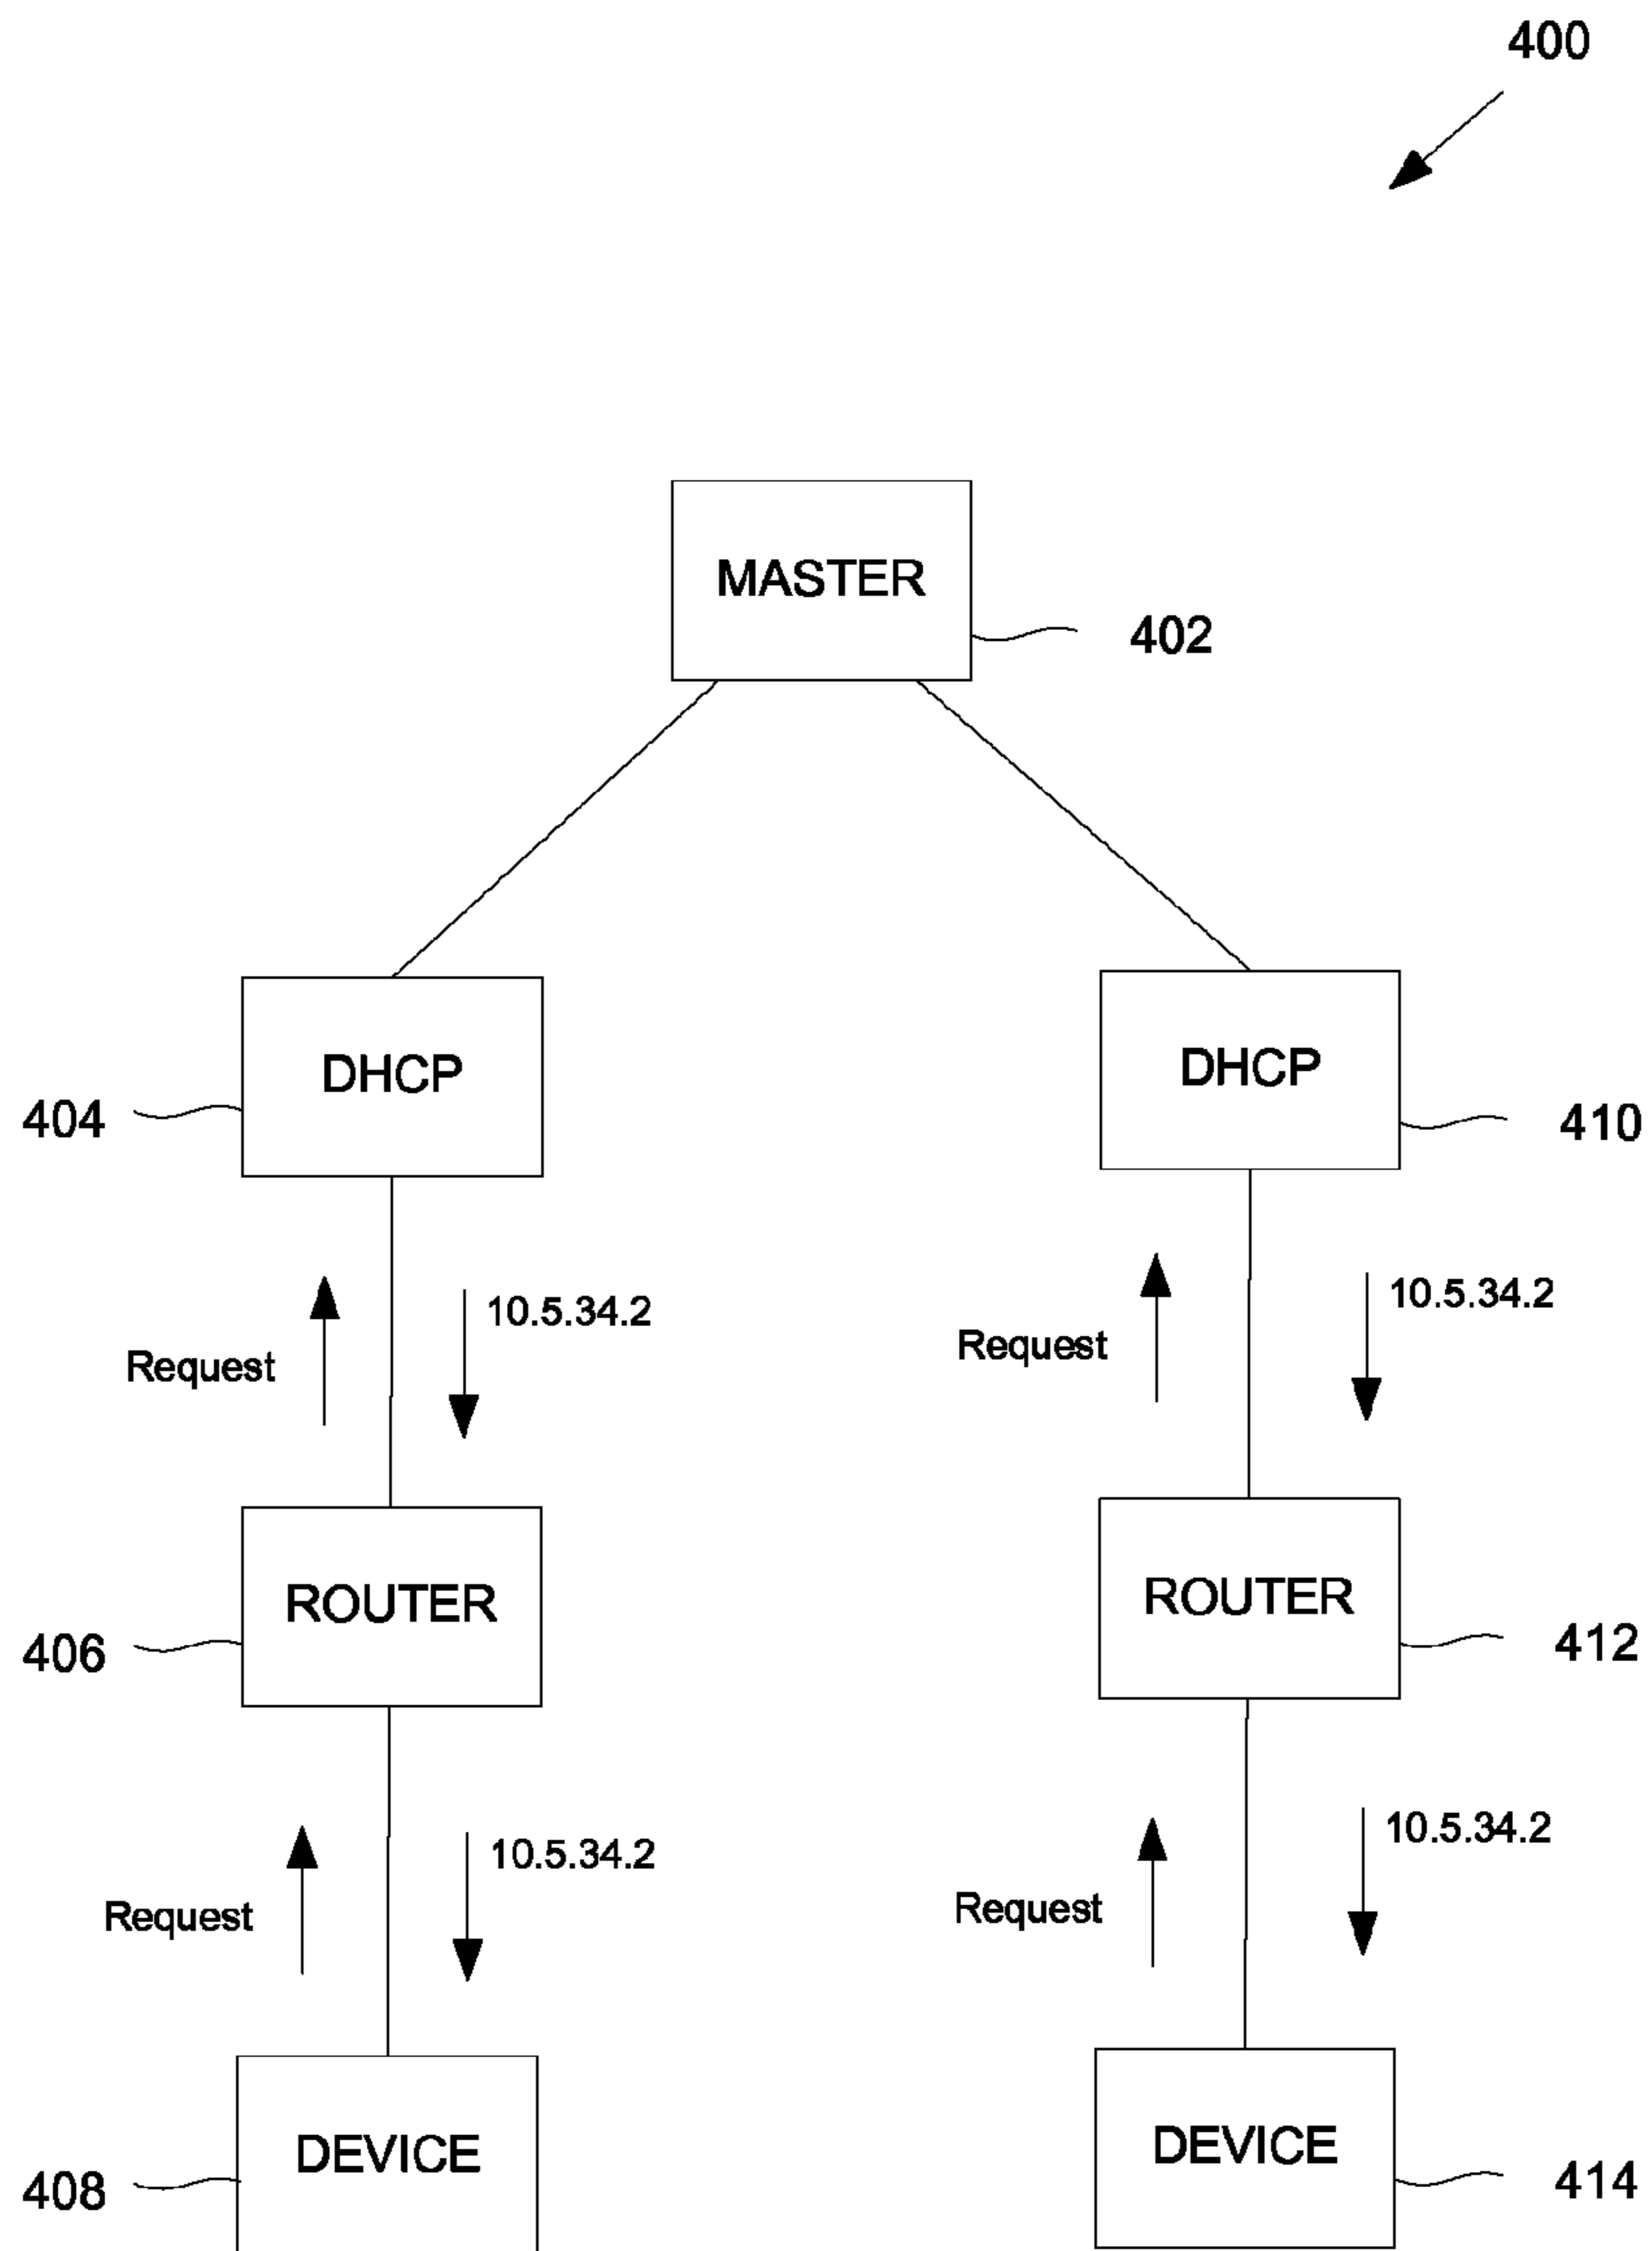 400
MASTER
402
DHCP
404
DHCP
410
Request
10.5.34.2
Request
10.5.34.2
ROUTER
406
ROUTER
412
Request
10.5.34.2
Request
10.5.34.2
DEVICE
408
DEVICE
414